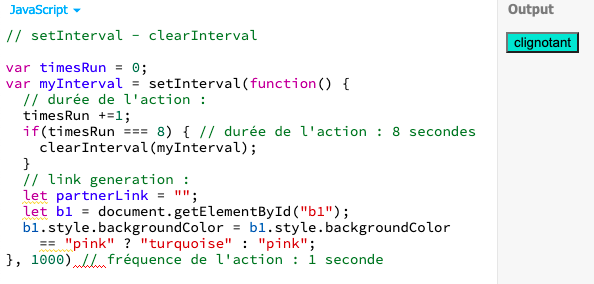 JavaScript
Output
// setInterval - clearInterval
clignotant
var timesRun = 0;
var myInterval = setInterval(function() {
// durée de l'action :
timesRun +=1;
if(timesRun === 8) { // durée de l'action : 8 secondes
clearInterval(myInterval);
}
// link generation :
let partnerLink = "";
let b1 = document.getElementById("b1");
b1.style.backgroundColor = b1.style.backgroundColor
== "pink" ? "turquoise" : "pink";
}, 1000) // fréquence de l'action : 1 seconde